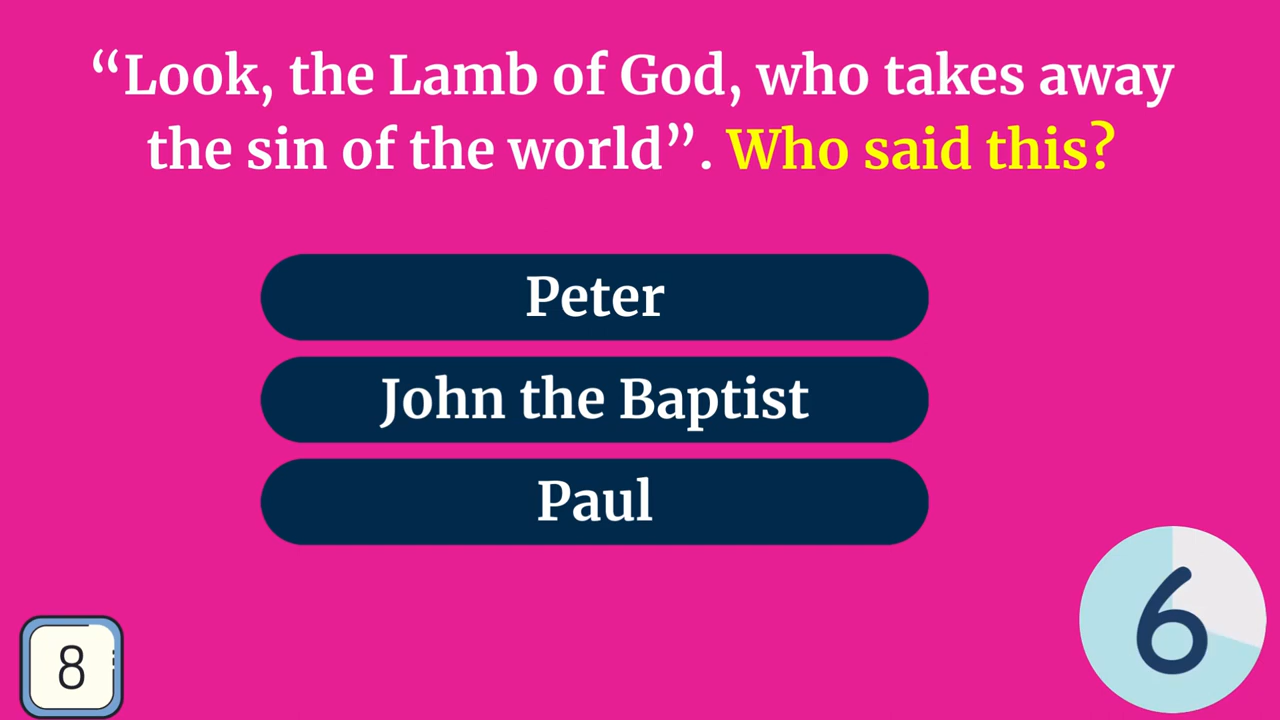 “Look, the Lamb of God, who takes away
the sin of the world”. Who said this?
Peter
John the Baptist
Paul
8
6